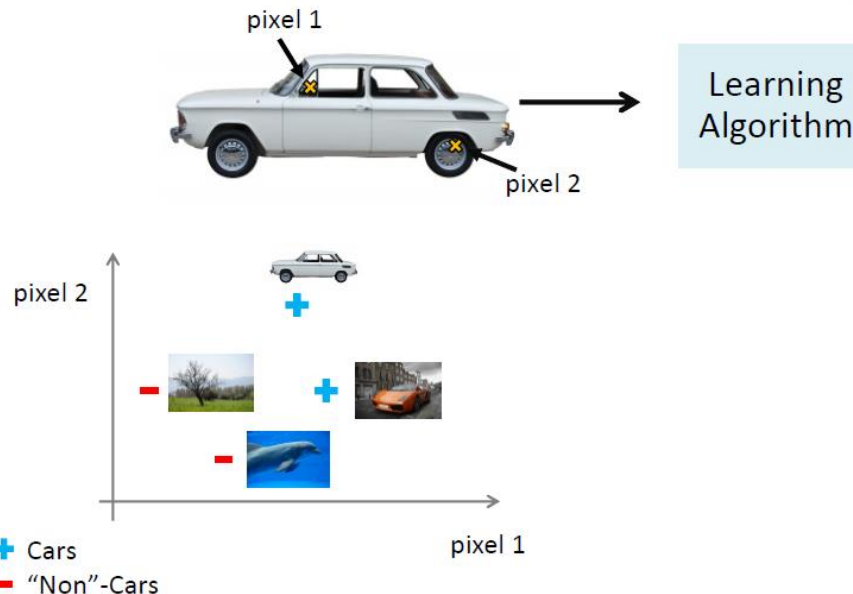 pixel 1
Learning
Algorithm
pixel 2
pixel 2
pixel 1
Cars
“Non”-Cars